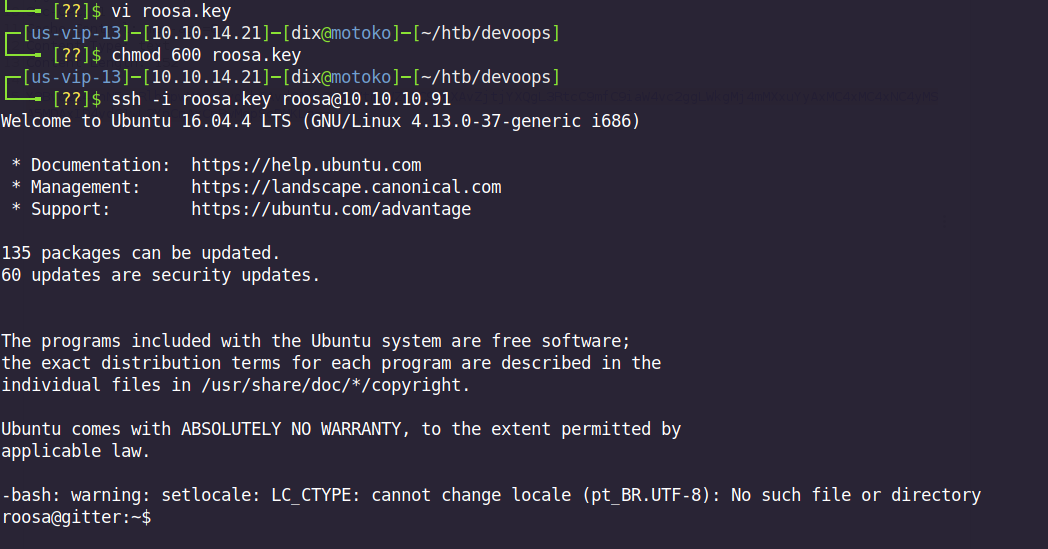 └──╼ [??]$ vi roosa.key
┌─[us-vip-13]─[10.10.14.21]─[dix@motoko]─[~/htb/devoops]
└──╼ [??]$ chmod 600 roosa.key
┌─[us-vip-13]─[10.10.14.21]─[dix@motoko]─[~/htb/devoops]
└──╼ [??]$ ssh -i roosa.key roosa@10.10.10.91
Welcome to Ubuntu 16.04.4 LTS (GNU/Linux 4.13.0-37-generic i686)
* Documentation:  https://help.ubuntu.com
* Management:     https://landscape.canonical.com
* Support:        https://ubuntu.com/advantage
135 packages can be updated.
60 updates are security updates.
The programs included with the Ubuntu system are free software;
the exact distribution terms for each program are described in the
individual files in /usr/share/doc/*/copyright.
Ubuntu comes with ABSOLUTELY NO WARRANTY, to the extent permitted by
applicable law.
-bash: warning: setlocale: LC_CTYPE: cannot change locale (pt_BR.UTF-8): No such file or directory
roosa@gitter:~$